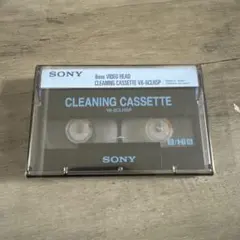 SONY
8mm VIDEO HEAD
CLEANING CASSETTE V8-6CLHSP
CLEANING CASSETTE
V8-6CLHSP
SONY